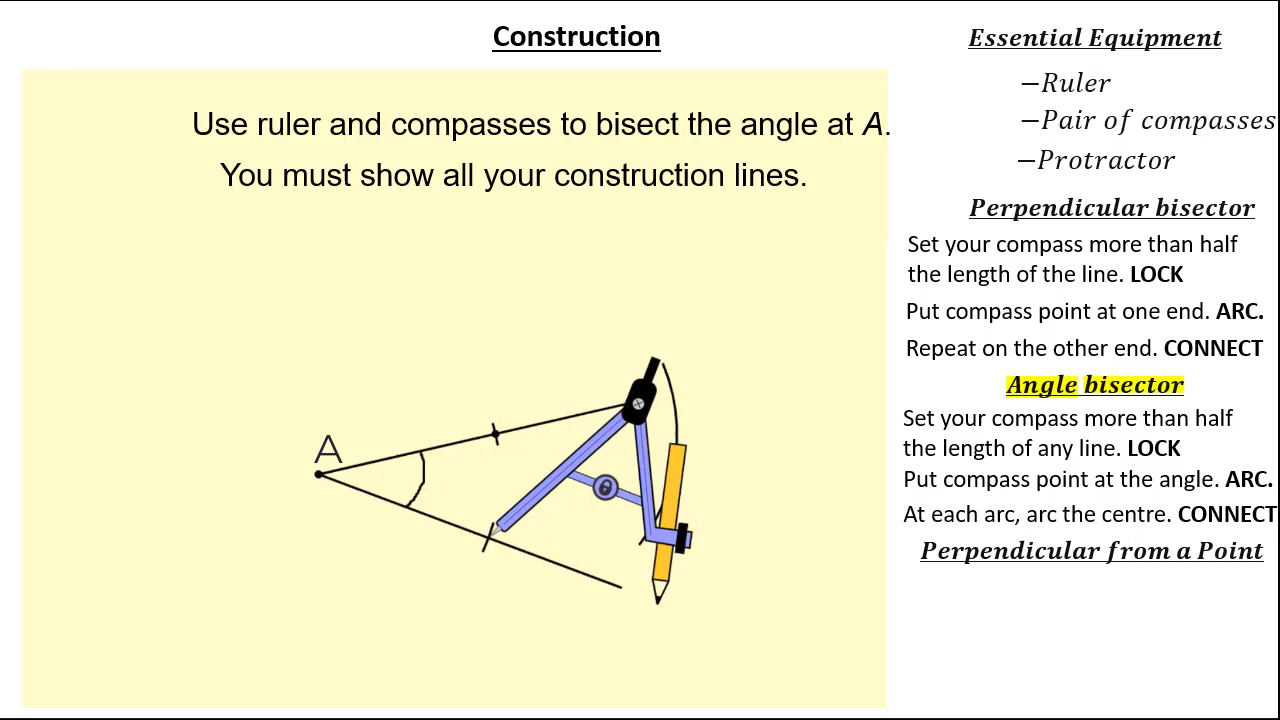 Construction
Use ruler and compasses to bisect the angle at A.
You must show all your construction lines.
A
Essential Equipment
−Ruler
−Pair of compasses
−Protractor
Perpendicular bisector
Set your compass more than half
the length of the line. LOCK
Put compass point at one end. ARC.
Repeat on the other end. CONNECT
Angle bisector
Set your compass more than half
the length of any line. LOCK
Put compass point at the angle. ARC.
At each arc, arc the centre. CONNECT
Perpendicular from a Point